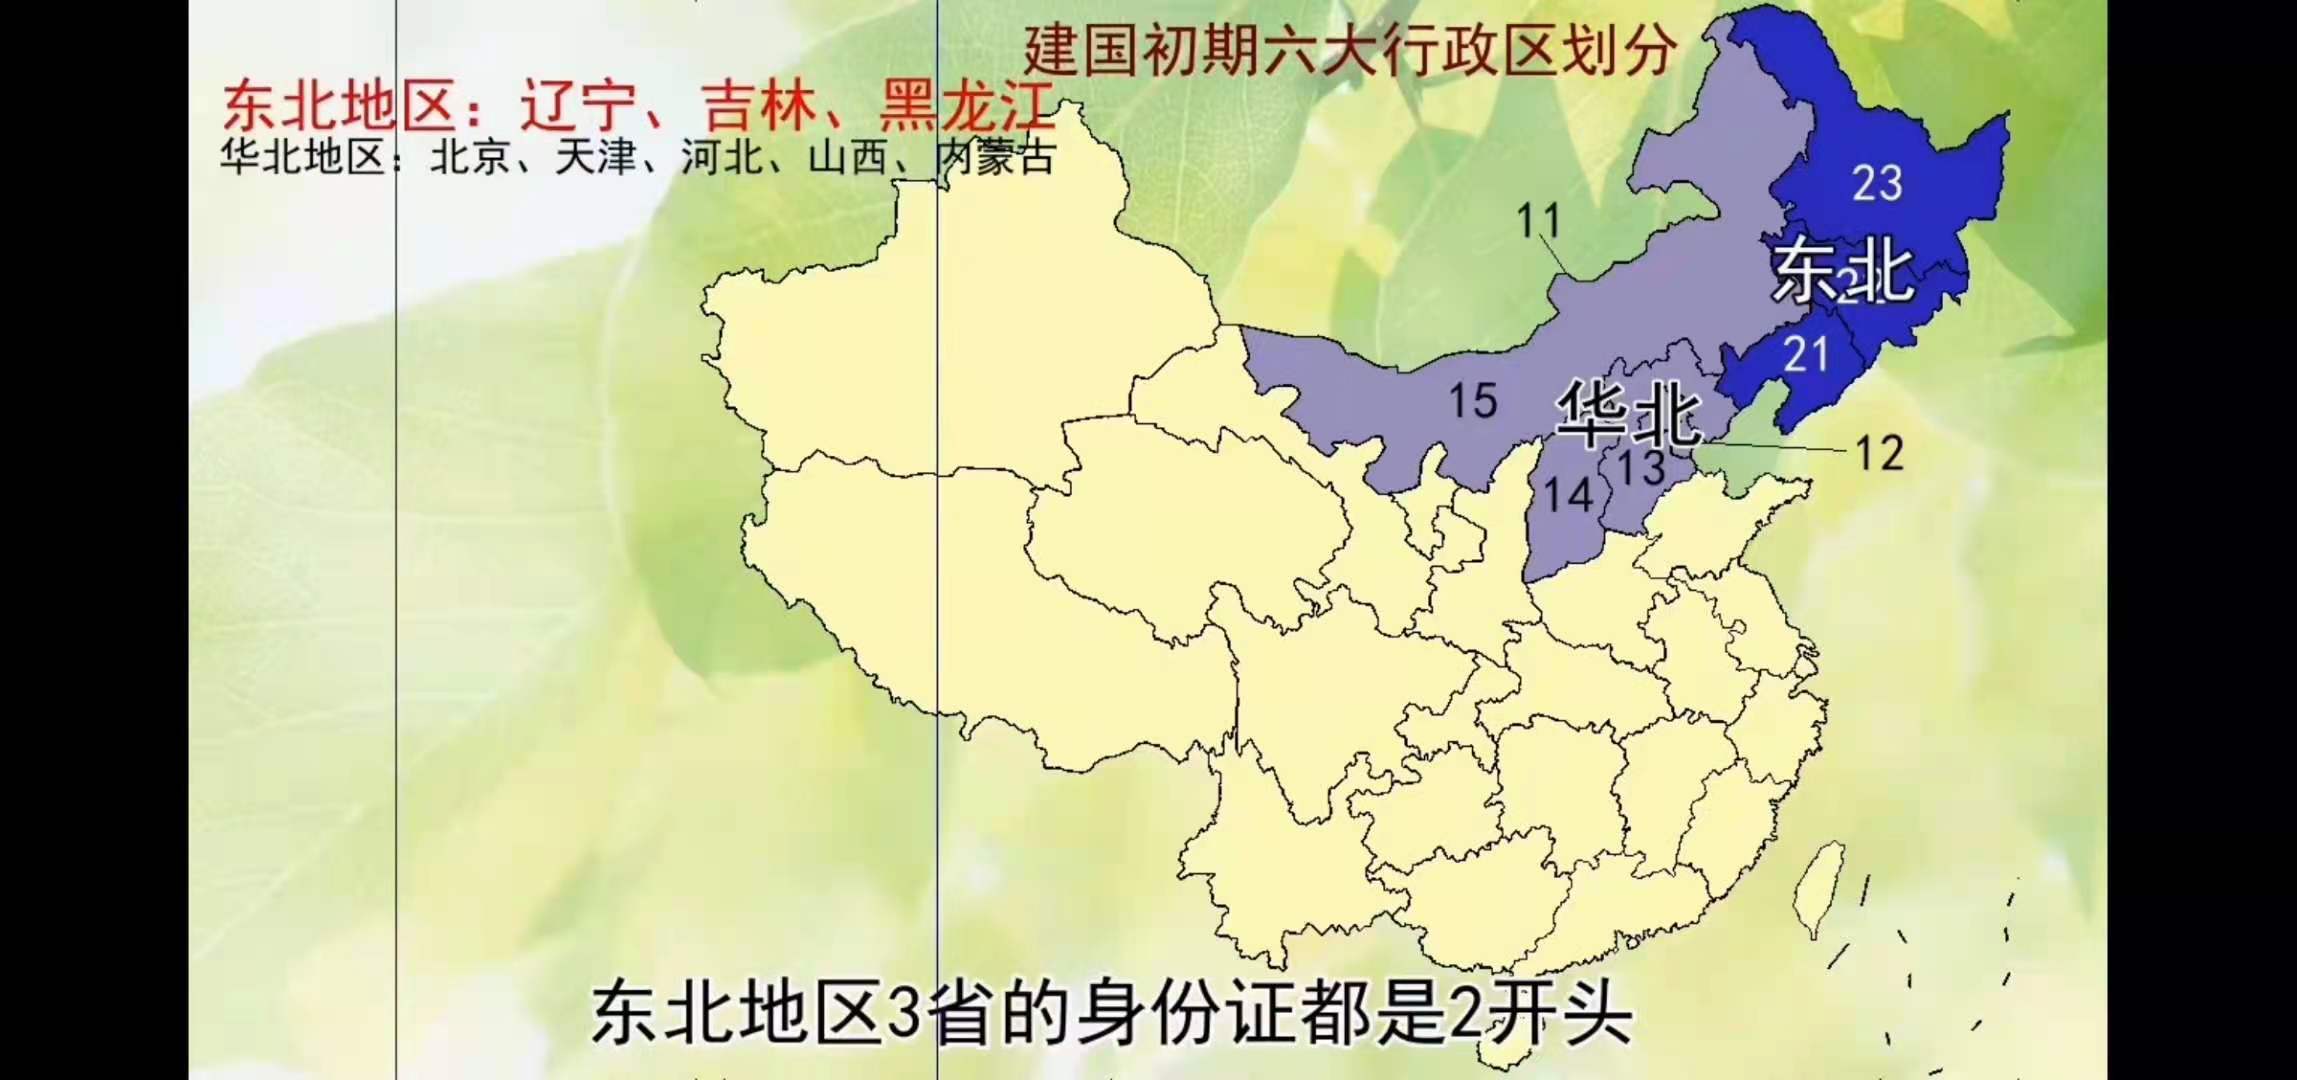 建国初期六大行政区划分
东北地区：辽宁、吉林、黑龙江
华北地区：北京、天津、河北、山西、内蒙古
23
11
东北
22
21
15
华北
12
13
14
东北地区3省的身份证都是2开头